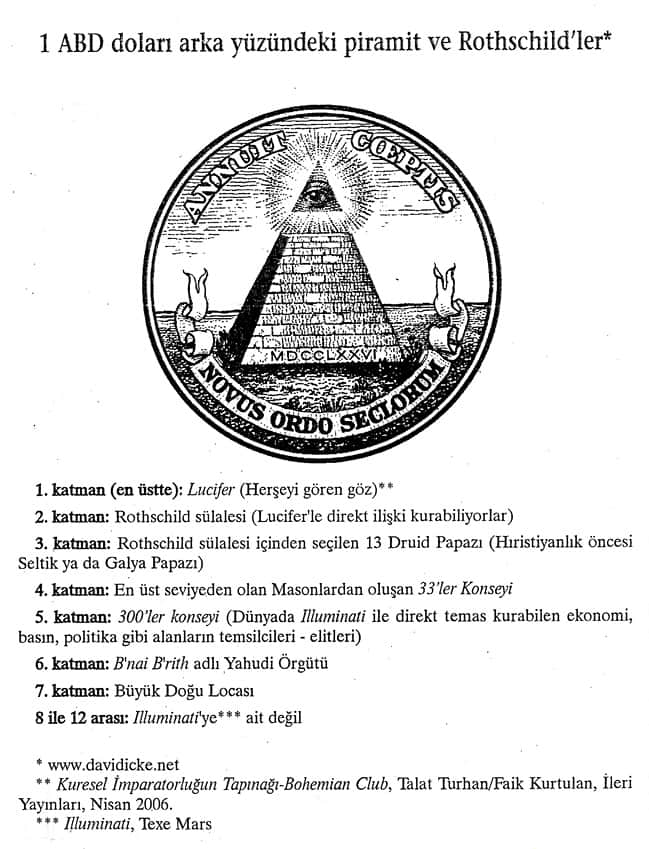 1 ABD doları arka yüzündeki piramit ve Rothschild'ler*
ANNUIT CŒPTIS
MDCCLXXVI
NOVUS ORDO SECLORUM
1. katman (en üstte): Lucifer (Herşeyi gören göz)**
2. katman: Rothschild sülalesi (Lucifer'le direkt ilişki kurabiliyorlar)
3. katman: Rothschild sülalesi içinden seçilen 13 Druid Papazı (Hıristiyanlık öncesi
Seltik ya da Galya Papazı)
4. katman: En üst seviyeden olan Masonlardan oluşan 33'ler Konseyi
5. katman: 300'ler konseyi (Dünyada Illuminati ile direkt temas kurabilen ekonomi,
basın, politika gibi alanların temsilcileri - elitleri)
6. katman: B'nai B'rith adlı Yahudi Örgütü
7. katman: Büyük Doğu Locası
8 ile 12 arası: Illuminati'ye*** ait değil
* www.davidicke.net
** Kuresel İmparatorluğun Tapınağı-Bohemian Club, Talat Turhan/Faik Kurtulan, İleri
Yayınları, Nisan 2006.
*** Illuminati, Texe Mars